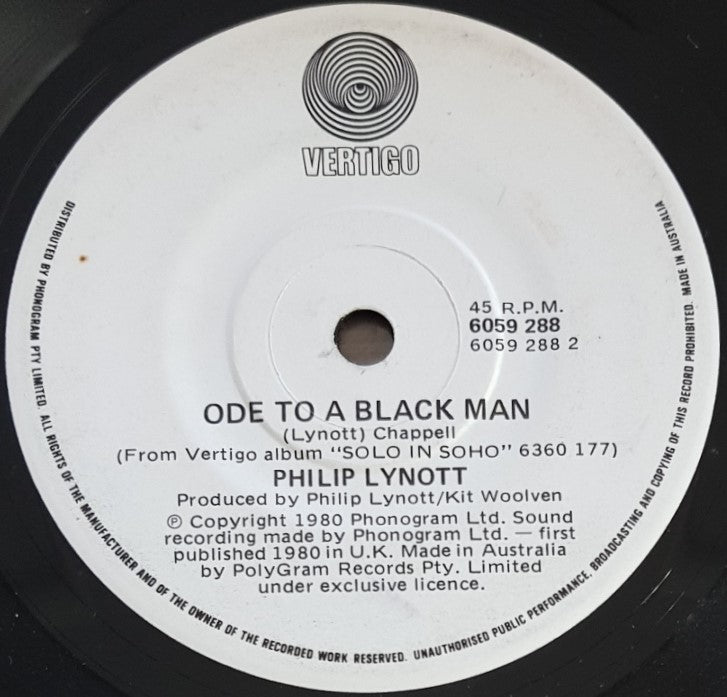 VERTIGO
45 R.P.M.
6059 288
6059 288 2
ODE TO A BLACK MAN
(Lynott) Chappell
(From Vertigo album "SOLO IN SOHO" 6360 177)
PHILIP LYNOTT
Produced by Philip Lynott/Kit Woolven
℗ Copyright 1980 Phonogram Ltd. Sound
recording made by Phonogram Ltd. — first
published 1980 in U.K. Made in Australia
by PolyGram Records Pty. Limited
under exclusive licence.
DISTRIBUTED BY PHONOGRAM PTY LIMITED. ALL RIGHTS OF THE MANUFACTURER AND OF THE OWNER OF THE RECORDED WORK RESERVED. UNAUTHORISED PUBLIC PERFORMANCE, BROADCASTING AND COPYING OF THIS RECORD PROHIBITED. MADE IN AUSTRALIA